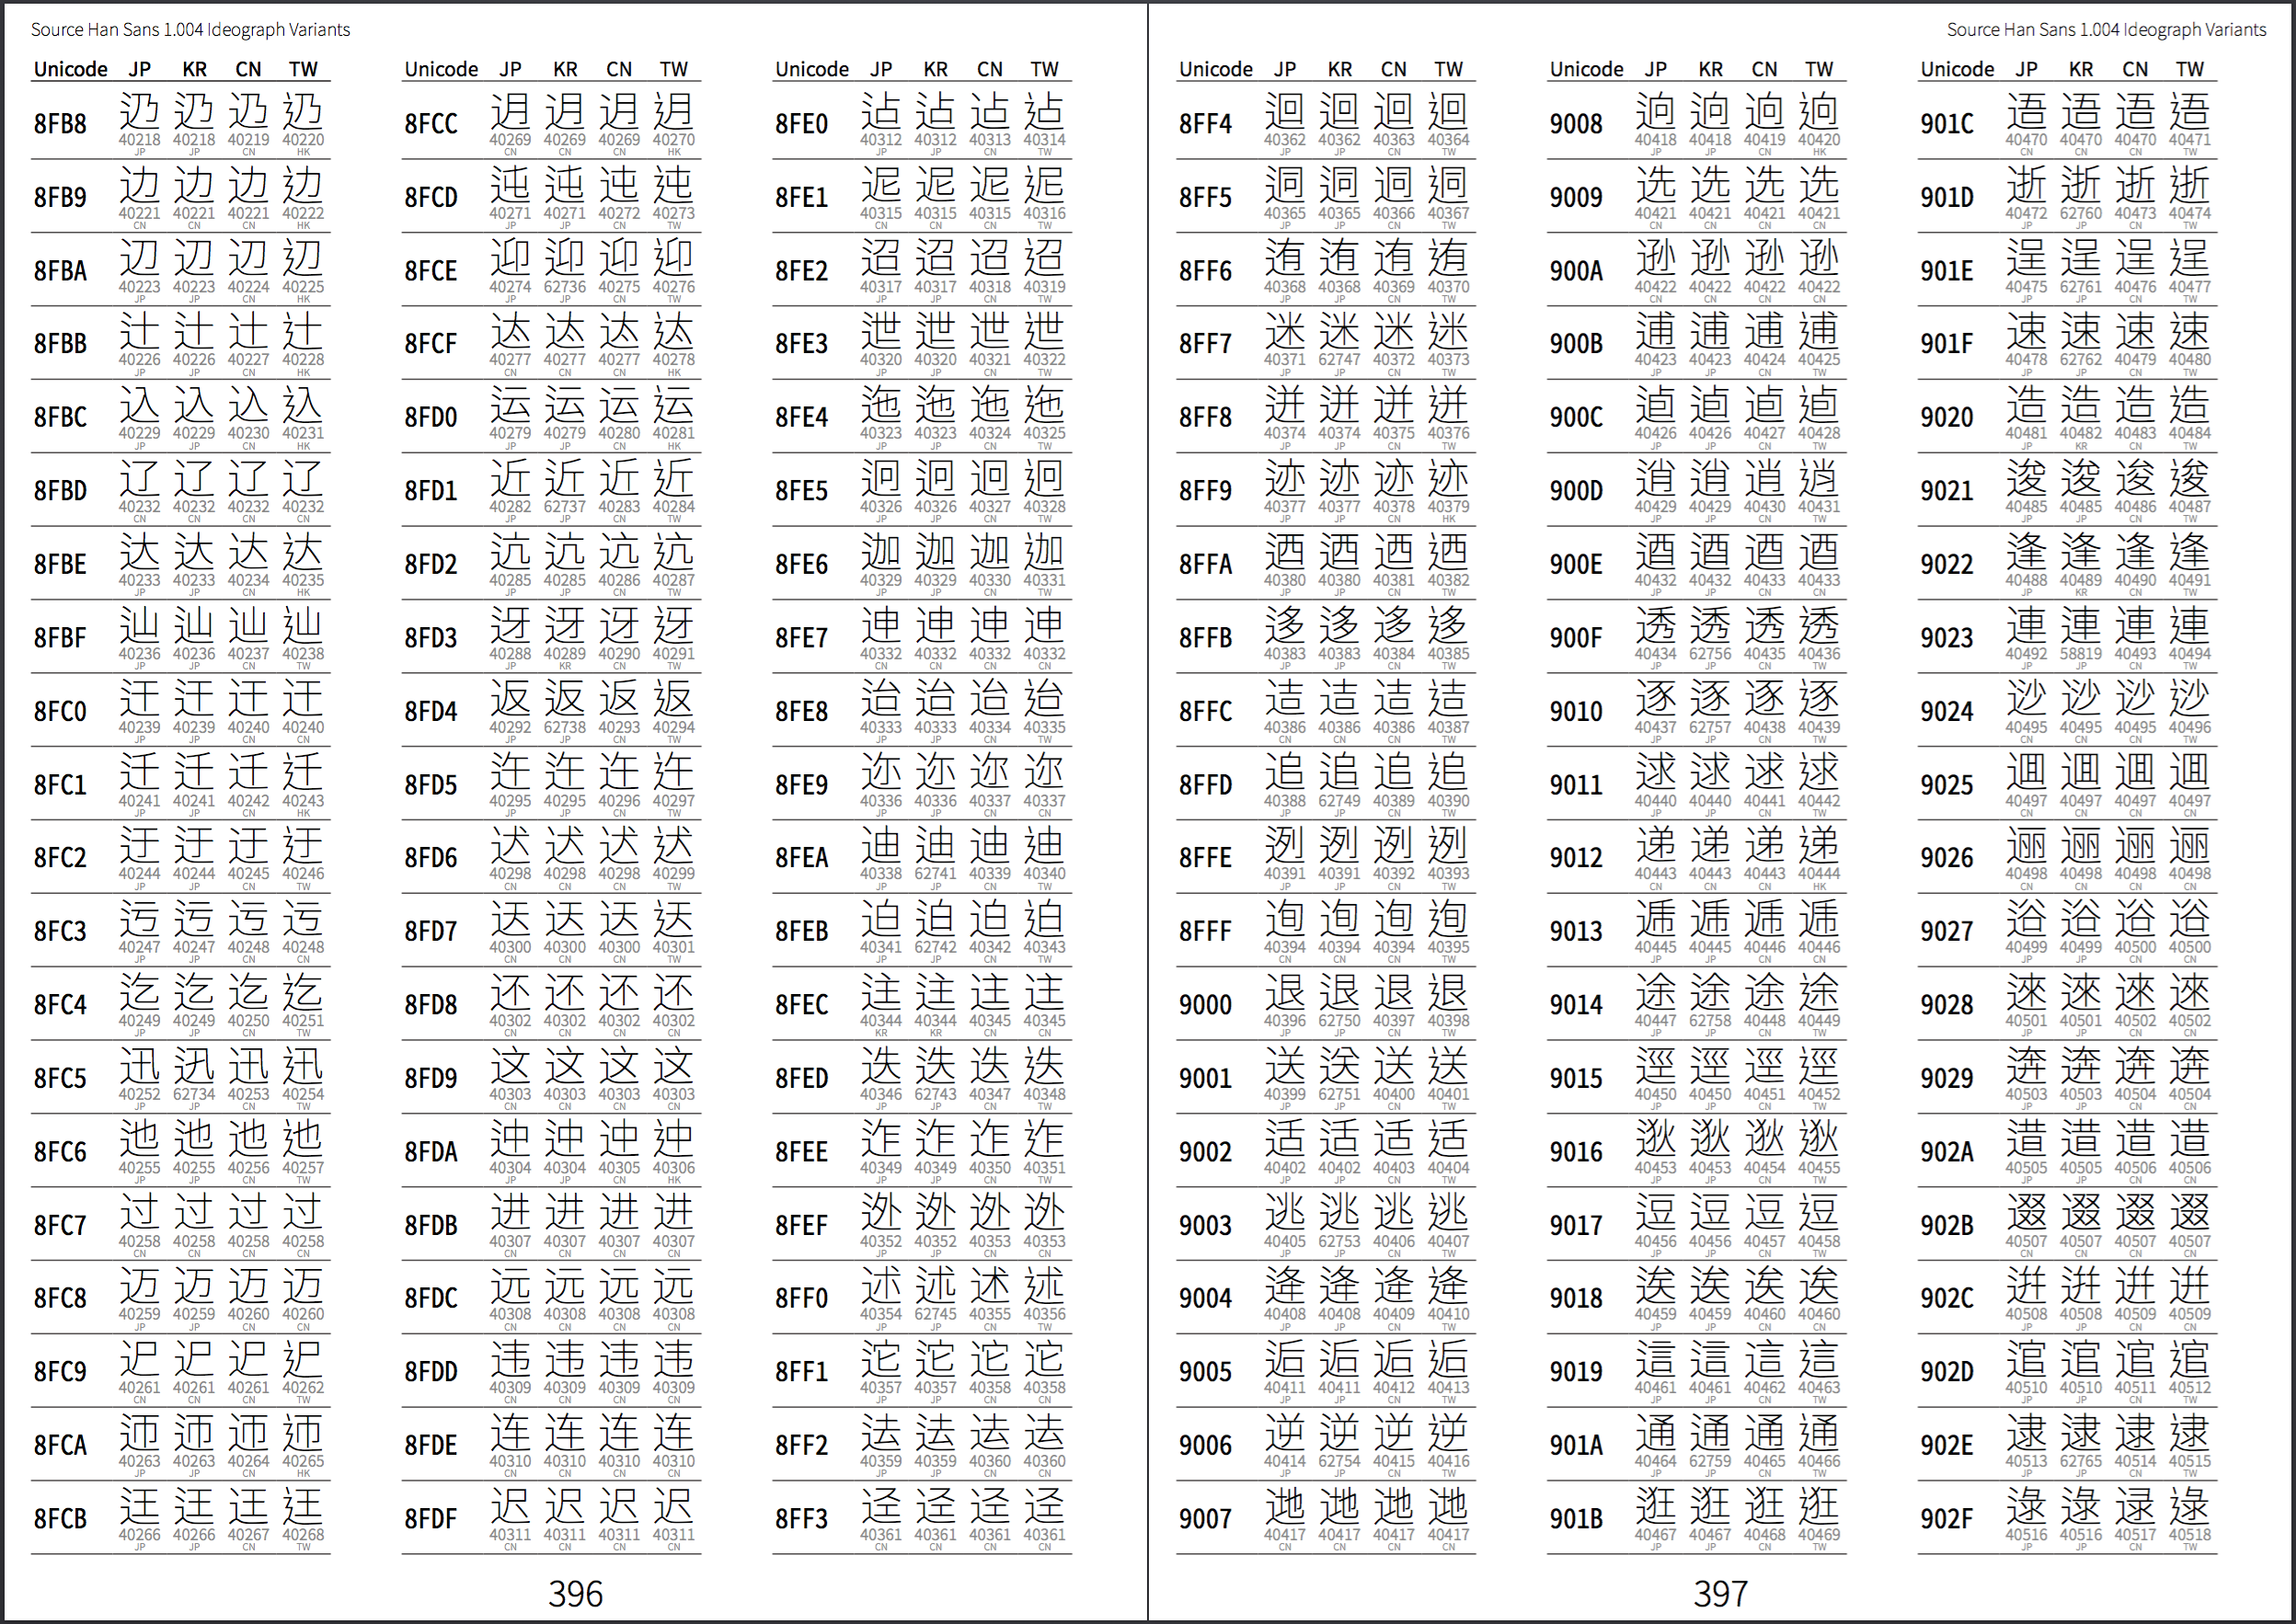 Source Han Sans 1.004 Ideograph Variants
Unicode JP KR CN TW
8FB8 辸 辸 辸 辸
40218 40218 40219 40220
JP JP CN HK
8FB9 边 边 边 边
40221 40221 40221 40222
CN CN CN HK
8FBA 辺 辺 辺 辺
40223 40223 40224 40225
JP JP CN HK
8FBB 辻 辻 辻 辻
40226 40226 40227 40228
JP JP CN HK
8FBC 込 込 込 込
40229 40229 40230 40231
JP JP CN HK
8FBD 辽 辽 辽 辽
40232 40232 40232 40232
CN CN CN CN
8FBE 达 达 达 达
40233 40233 40234 40235
JP JP CN HK
8FBF 辿 辿 辿 辿
40236 40236 40237 40238
JP JP CN TW
8FC0 迀 迀 迀 迀
40239 40239 40240 40240
JP JP CN CN
8FC1 迁 迁 迁 迁
40241 40241 40242 40243
JP JP CN HK
8FC2 迂 迂 迂 迂
40244 40244 40245 40246
JP JP CN TW
8FC3 迃 迃 迃 迃
40247 40247 40248 40248
JP JP CN CN
8FC4 迄 迄 迄 迄
40249 40249 40250 40251
JP JP CN TW
8FC5 迅 迅 迅 迅
40252 62734 40253 40254
JP JP CN TW
8FC6 迆 迆 迆 迆
40255 40255 40256 40257
JP JP CN TW
8FC7 过 过 过 过
40258 40258 40258 40258
CN CN CN CN
8FC8 迈 迈 迈 迈
40259 40259 40260 40260
JP JP CN CN
8FC9 迉 迉 迉 迉
40261 40261 40261 40262
CN CN CN TW
8FCA 迊 迊 迊 迊
40263 40263 40264 40265
JP JP CN HK
8FCB 迋 迋 迋 迋
40266 40266 40267 40268
JP JP CN TW
Unicode JP KR CN TW
8FCC 迌 迌 迌 迌
40269 40269 40269 40270
CN CN CN HK
8FCD 迍 迍 迍 迍
40271 40271 40272 40273
JP JP CN TW
8FCE 迎 迎 迎 迎
40274 62736 40275 40276
JP JP CN TW
8FCF 迏 迏 迏 迏
40277 40277 40277 40278
CN CN CN HK
8FD0 运 运 运 运
40279 40279 40280 40281
JP JP CN HK
8FD1 近 近 近 近
40282 62737 40283 40284
JP JP CN TW
8FD2 迒 迒 迒 迒
40285 40285 40286 40287
JP JP CN TW
8FD3 迓 迓 迓 迓
40288 40289 40290 40291
JP KR CN TW
8FD4 返 返 返 返
40292 62738 40293 40294
JP JP CN TW
8FD5 迕 迕 迕 迕
40295 40295 40296 40297
JP JP CN TW
8FD6 迖 迖 迖 迖
40298 40298 40298 40299
CN CN CN TW
8FD7 迗 迗 迗 迗
40300 40300 40300 40301
CN CN CN TW
8FD8 还 还 还 还
40302 40302 40302 40302
CN CN CN CN
8FD9 这 这 这 这
40303 40303 40303 40303
CN CN CN CN
8FDA 迚 迚 迚 迚
40304 40304 40305 40306
JP JP CN HK
8FDB 进 进 进 进
40307 40307 40307 40307
CN CN CN CN
8FDC 远 远 远 远
40308 40308 40308 40308
CN CN CN CN
8FDD 违 违 违 违
40309 40309 40309 40309
CN CN CN CN
8FDE 连 连 连 连
40310 40310 40310 40310
CN CN CN CN
8FDF 迟 迟 迟 迟
40311 40311 40311 40311
CN CN CN CN
Unicode JP KR CN TW
8FE0 迠 迠 迠 迠
40312 40312 40313 40314
JP JP CN TW
8FE1 迡 迡 迡 迡
40315 40315 40315 40316
CN CN CN TW
8FE2 迢 迢 迢 迢
40317 40317 40318 40319
JP JP CN TW
8FE3 迣 迣 迣 迣
40320 40320 40321 40322
JP JP CN TW
8FE4 迤 迤 迤 迤
40323 40323 40324 40325
JP JP CN TW
8FE5 迥 迥 迥 迥
40326 40326 40327 40328
JP JP CN TW
8FE6 迦 迦 迦 迦
40329 40329 40330 40331
JP JP CN TW
8FE7 迧 迧 迧 迧
40332 40332 40332 40332
CN CN CN CN
8FE8 迨 迨 迨 迨
40333 40333 40334 40335
JP JP CN TW
8FE9 迩 迩 迩 迩
40336 40336 40337 40337
JP JP CN CN
8FEA 迪 迪 迪 迪
40338 62741 40339 40340
JP JP CN TW
8FEB 迫 迫 迫 迫
40341 62742 40342 40343
JP JP CN TW
8FEC 迬 迬 迬 迬
40344 40344 40345 40345
KR KR CN CN
8FED 迭 迭 迭 迭
40346 62743 40347 40348
JP JP CN TW
8FEE 迮 迮 迮 迮
40349 40349 40350 40351
JP JP CN TW
8FEF 迯 迯 迯 迯
40352 40352 40353 40353
JP JP CN CN
8FF0 述 述 述 述
40354 62745 40355 40356
JP JP CN TW
8FF1 迱 迱 迱 迱
40357 40357 40358 40358
JP JP CN CN
8FF2 迲 迲 迲 迲
40359 40359 40360 40360
JP JP CN CN
8FF3 迳 迳 迳 迳
40361 40361 40361 40361
CN CN CN CN
396
Source Han Sans 1.004 Ideograph Variants
Unicode JP KR CN TW
8FF4 迴 迴 迴 迴
40362 40362 40363 40364
JP JP CN TW
8FF5 迵 迵 迵 迵
40365 40365 40366 40367
JP JP CN TW
8FF6 迶 迶 迶 迶
40368 40368 40369 40370
JP JP CN TW
8FF7 迷 迷 迷 迷
40371 62747 40372 40373
JP JP CN TW
8FF8 迸 迸 迸 迸
40374 40374 40375 40376
JP JP CN TW
8FF9 迹 迹 迹 迹
40377 40377 40378 40379
JP JP CN HK
8FFA 迺 迺 迺 迺
40380 40380 40381 40382
JP JP CN TW
8FFB 迻 迻 迻 迻
40383 40383 40384 40385
JP JP CN TW
8FFC 迼 迼 迼 迼
40386 40386 40386 40387
CN CN CN TW
8FFD 追 追 追 追
40388 62749 40389 40390
JP JP CN TW
8FFE 迾 迾 迾 迾
40391 40391 40392 40393
JP JP CN TW
8FFF 迿 迿 迿 迿
40394 40394 40394 40395
CN CN CN TW
9000 退 退 退 退
40396 62750 40397 40398
JP JP CN TW
9001 送 送 送 送
40399 62751 40400 40401
JP JP CN TW
9002 适 适 适 适
40402 40402 40403 40404
JP JP CN TW
9003 逃 逃 逃 逃
40405 62753 40406 40407
JP JP CN TW
9004 逄 逄 逄 逄
40408 40408 40409 40410
JP JP CN TW
9005 逅 逅 逅 逅
40411 40411 40412 40413
JP JP CN TW
9006 逆 逆 逆 逆
40414 62754 40415 40416
JP JP CN TW
9007 逇 逇 逇 逇
40417 40417 40417 40417
CN CN CN CN
Unicode JP KR CN TW
9008 逈 逈 逈 逈
40418 40418 40419 40420
JP JP CN HK
9009 选 选 选 选
40421 40421 40421 40421
CN CN CN CN
900A 逊 逊 逊 逊
40422 40422 40422 40422
CN CN CN CN
900B 逋 逋 逋 逋
40423 40423 40424 40425
JP JP CN TW
900C 逌 逌 逌 逌
40426 40426 40427 40428
JP JP CN TW
900D 逍 逍 逍 逍
40429 40429 40430 40431
JP JP CN TW
900E 逎 逎 逎 逎
40432 40432 40433 40433
JP JP CN CN
900F 透 透 透 透
40434 62756 40435 40436
JP JP CN TW
9010 逐 逐 逐 逐
40437 62757 40438 40439
JP JP CN TW
9011 逑 逑 逑 逑
40440 40440 40441 40442
JP JP CN TW
9012 递 递 递 递
40443 40443 40443 40444
CN CN CN HK
9013 逓 逓 逓 逓
40445 40445 40446 40446
JP JP CN CN
9014 途 途 途 途
40447 62758 40448 40449
JP JP CN TW
9015 逕 逕 逕 逕
40450 40450 40451 40452
JP JP CN TW
9016 逖 逖 逖 逖
40453 40453 40454 40455
JP JP CN TW
9017 逗 逗 逗 逗
40456 40456 40457 40458
JP JP CN TW
9018 逘 逘 逘 逘
40459 40459 40460 40460
JP JP CN CN
9019 這 這 這 這
40461 40461 40462 40463
JP JP CN TW
901A 通 通 通 通
40464 62759 40465 40466
JP JP CN TW
901B 逛 逛 逛 逛
40467 40467 40468 40469
JP JP CN TW
Unicode JP KR CN TW
901C 逜 逜 逜 逜
40470 40470 40470 40471
CN CN CN TW
901D 逝 逝 逝 逝
40472 62760 40473 40474
JP JP CN TW
901E 逞 逞 逞 逞
40475 62761 40476 40477
JP JP CN TW
901F 速 速 速 速
40478 62762 40479 40480
JP JP CN TW
9020 造 造 造 造
40481 40482 40483 40484
JP KR CN TW
9021 逡 逡 逡 逡
40485 40485 40486 40487
JP JP CN TW
9022 逢 逢 逢 逢
40488 40489 40490 40491
JP KR CN TW
9023 連 連 連 連
40492 58819 40493 40494
JP JP CN TW
9024 逤 逤 逤 逤
40495 40495 40495 40496
CN CN CN TW
9025 逥 逥 逥 逥
40497 40497 40497 40497
CN CN CN CN
9026 逦 逦 逦 逦
40498 40498 40498 40498
CN CN CN CN
9027 逧 逧 逧 逧
40499 40499 40500 40500
JP JP CN CN
9028 逨 逨 逨 逨
40501 40501 40502 40502
JP JP CN CN
9029 逩 逩 逩 逩
40503 40503 40504 40504
JP JP CN CN
902A 逪 逪 逪 逪
40505 40505 40506 40506
JP JP CN CN
902B 逫 逫 逫 逫
40507 40507 40507 40507
CN CN CN CN
902C 逬 逬 逬 逬
40508 40508 40509 40509
JP JP CN CN
902D 逭 逭 逭 逭
40510 40510 40511 40512
JP JP CN TW
902E 逮 逮 逮 逮
40513 62765 40514 40515
JP JP CN TW
902F 逯 逯 逯 逯
40516 40516 40517 40518
JP JP CN TW
397